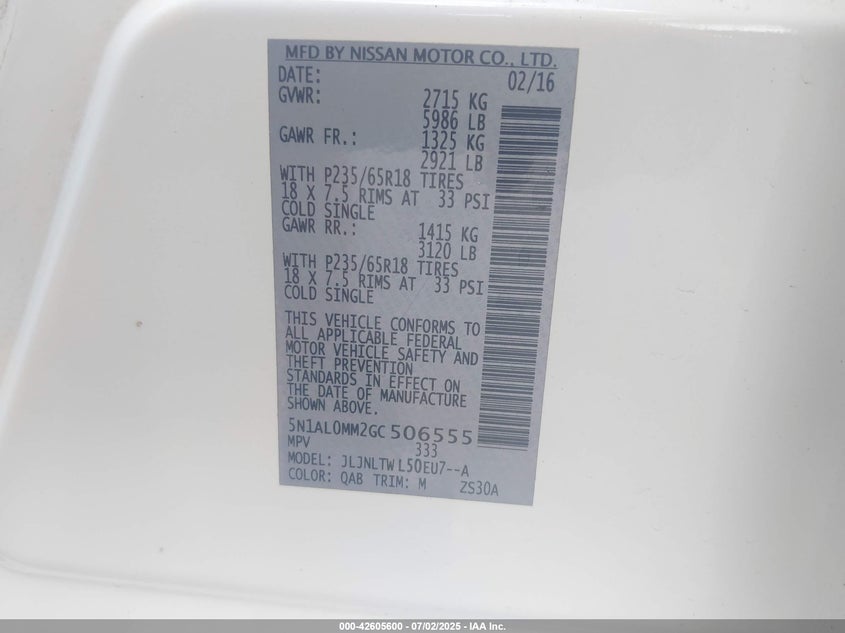 MFD BY NISSAN MOTOR CO., LTD.
DATE: 02/16
GVWR: 2715 KG
5986 LB
GAWR FR.: 1325 KG
2921 LB
WITH P235/65R18 TIRES
18 X 7.5 RIMS AT 33 PSI
COLD SINGLE
GAWR RR.: 1415 KG
3120 LB
WITH P235/65R18 TIRES
18 X 7.5 RIMS AT 33 PSI
COLD SINGLE
THIS VEHICLE CONFORMS TO
ALL APPLICABLE FEDERAL
MOTOR VEHICLE SAFETY AND
THEFT PREVENTION
STANDARDS IN EFFECT ON
THE DATE OF MANUFACTURE
SHOWN ABOVE.
5N1AL0MM2GC506555
MPV 333
MODEL: JLJNLTWL50EU7--A
COLOR: QAB TRIM: M ZS30A
000-42605600 - 07/02/2025 - IAA Inc.